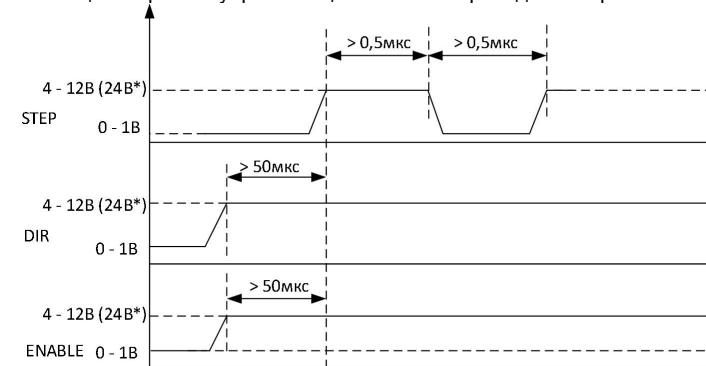 > 0,5мкс > 0,5мкс
4 - 12В (24В*)
STEP
0 - 1В
> 50мкс
4 - 12В (24В*)
DIR
0 - 1В
> 50мкс
4 - 12В (24В*)
ENABLE 0 - 1В